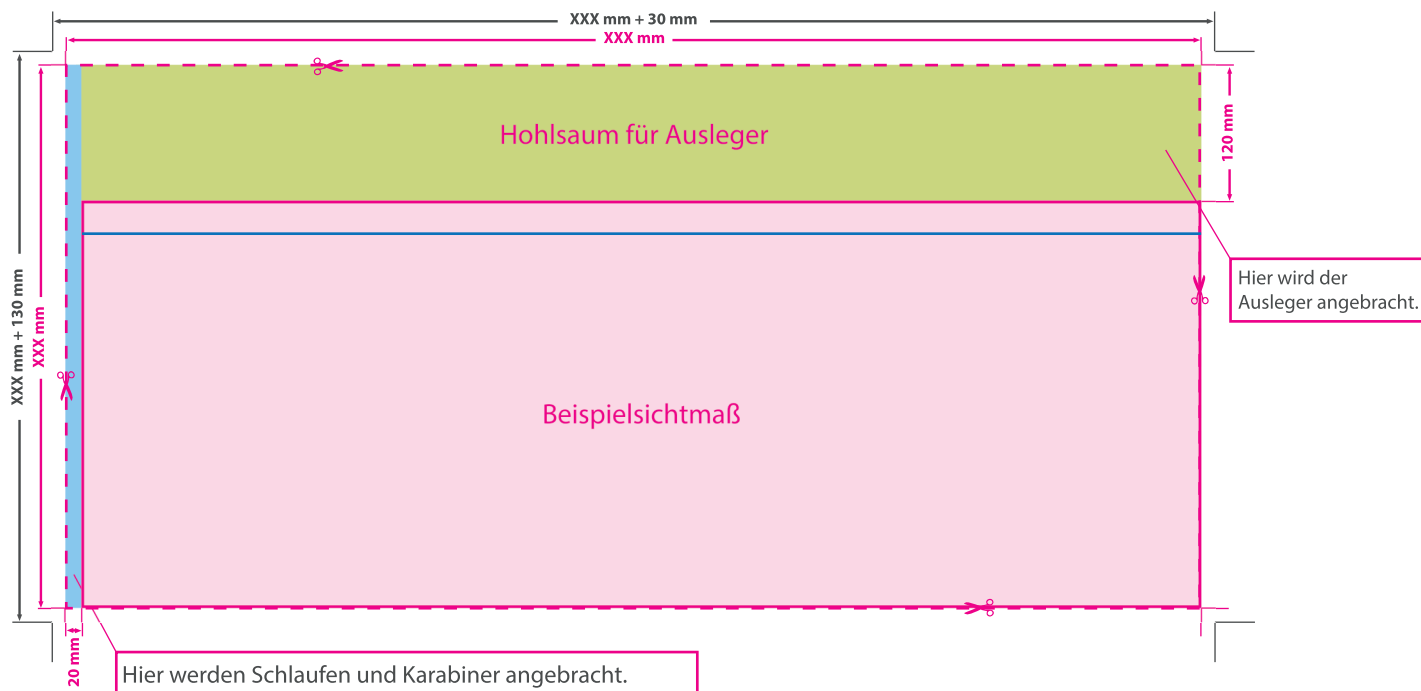 XXX mm + 30 mm
XXX mm
Hohlsaum für Ausleger
120 mm
XXX mm + 130 mm
XXX mm
Hier wird der
Ausleger angebracht.
Beispielsichtmaß
20 mm
Hier werden Schlaufen und Karabiner angebracht.